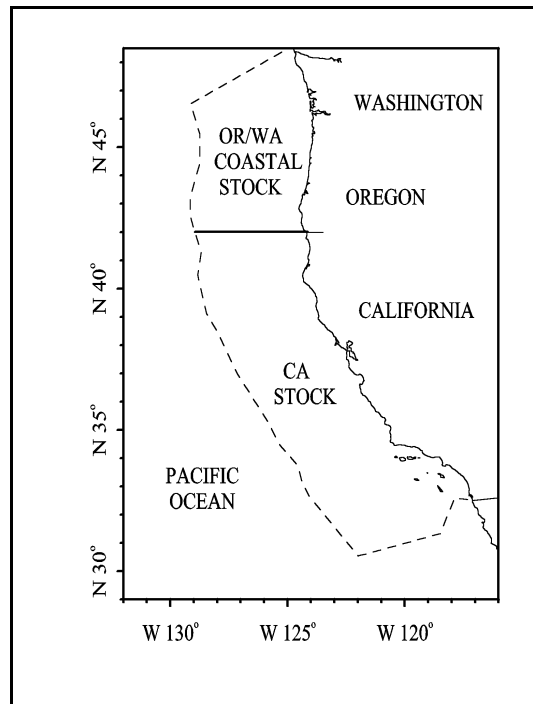 WASHINGTON
OR/WA
COASTAL
STOCK
OREGON
CALIFORNIA
CA
STOCK
PACIFIC
OCEAN
N 45°
N 40°
N 35°
N 30°
W 130° W 125° W 120°